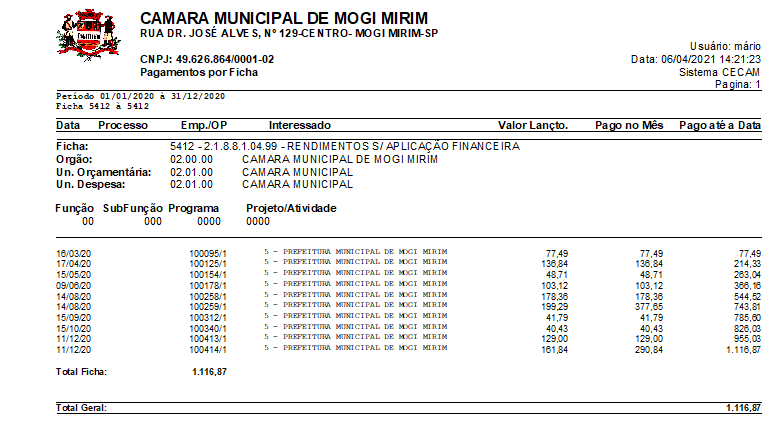 CAMARA MUNICIPAL DE MOGI MIRIM
RUA DR. JOSÉ ALVES, Nº 129-CENTRO- MOGI MIRIM-SP
Usuário: mário
CNPJ: 49.626.864/0001-02 Data: 06/04/2021 14:21:23
Pagamentos por Ficha Sistema CECAM
Pagina: 1
Período 01/01/2020 à 31/12/2020
Ficha 5412 à 5412
Data Processo Emp./OP Interessado Valor Lançto. Pago no Mês Pago até a Data
Ficha: 5412 - 2.1.8.8.1.04.99 - RENDIMENTOS S/ APLICAÇÃO FINANCEIRA
Orgão: 02.00.00 CAMARA MUNICIPAL DE MOGI MIRIM
Un. Orçamentária: 02.01.00 CAMARA MUNICIPAL
Un. Despesa: 02.01.00 CAMARA MUNICIPAL
Função SubFunção Programa Projeto/Atividade
00 000 0000 0000
16/03/20 100095/1 5 - PREFEITURA MUNICIPAL DE MOGI MIRIM 77,49 77,49 77,49
17/04/20 100125/1 5 - PREFEITURA MUNICIPAL DE MOGI MIRIM 136,84 136,84 214,33
15/05/20 100154/1 5 - PREFEITURA MUNICIPAL DE MOGI MIRIM 48,71 48,71 263,04
09/06/20 100178/1 5 - PREFEITURA MUNICIPAL DE MOGI MIRIM 103,12 103,12 366,16
14/08/20 100258/1 5 - PREFEITURA MUNICIPAL DE MOGI MIRIM 178,36 178,36 544,52
14/08/20 100259/1 5 - PREFEITURA MUNICIPAL DE MOGI MIRIM 199,29 377,65 743,81
15/09/20 100312/1 5 - PREFEITURA MUNICIPAL DE MOGI MIRIM 41,79 41,79 785,60
15/10/20 100340/1 5 - PREFEITURA MUNICIPAL DE MOGI MIRIM 40,43 40,43 826,03
11/12/20 100413/1 5 - PREFEITURA MUNICIPAL DE MOGI MIRIM 129,00 129,00 955,03
11/12/20 100414/1 5 - PREFEITURA MUNICIPAL DE MOGI MIRIM 161,84 290,84 1.116,87
Total Ficha: 1.116,87
Total Geral: 1.116,87